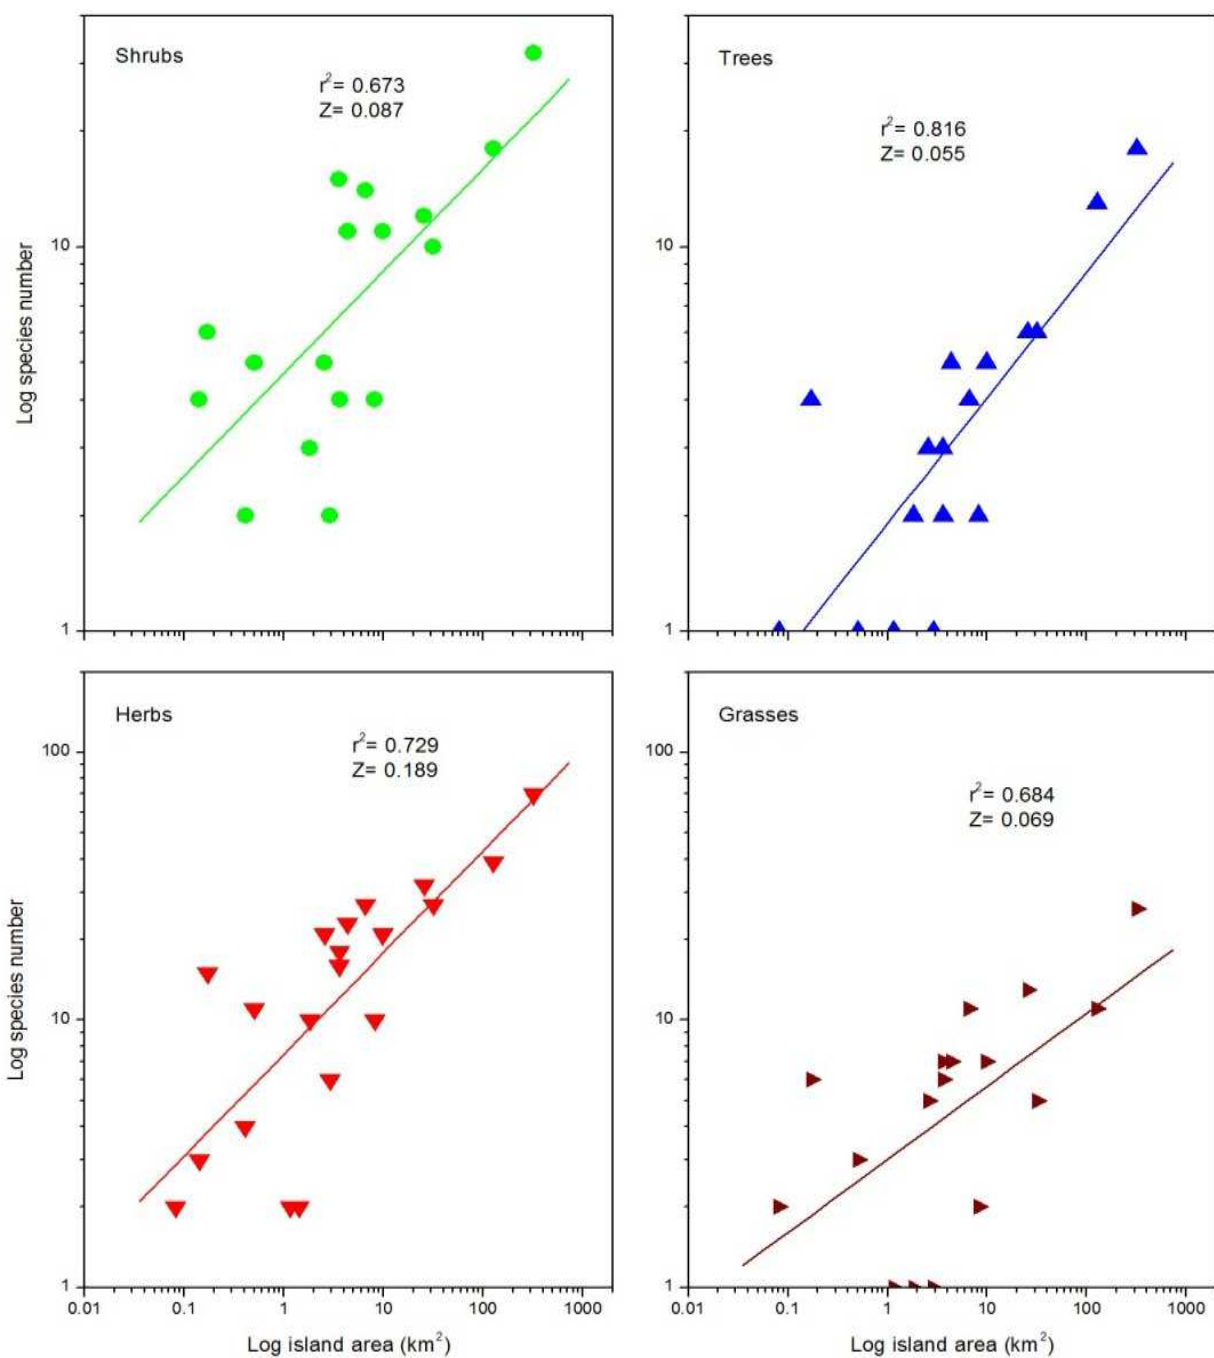 Shrubs
r²= 0.673
Z= 0.087
Log species number
10
1
Trees
r²= 0.816
Z= 0.055
10
1
Herbs
r²= 0.729
Z= 0.189
Log species number
100
10
1
0.01 0.1 1 10 100 1000
Log island area (km²)
Grasses
r²= 0.684
Z= 0.069
100
10
1
0.01 0.1 1 10 100 1000
Log island area (km²)